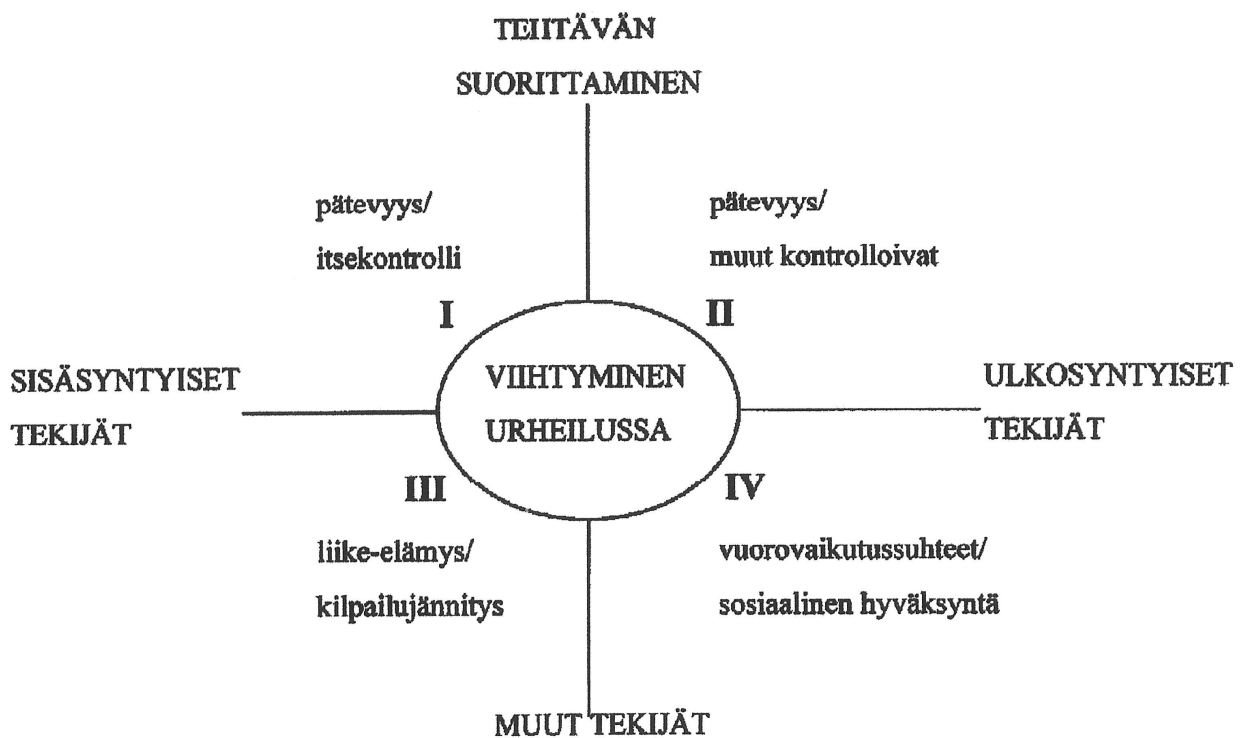 TEHTÄVÄN
SUORITTAMINEN
pätevyys/
itsekontrolli
pätevyys/
muut kontrolloivat
I
II
SISÄSYNTYISET
TEKIJÄT
VIIHTYMINEN
URHEILUSSA
ULKOSYNTYISET
TEKIJÄT
III
IV
liike-elämys/
kilpailujännitys
vuorovaikutussuhteet/
sosiaalinen hyväksyntä
MUUT TEKIJÄT